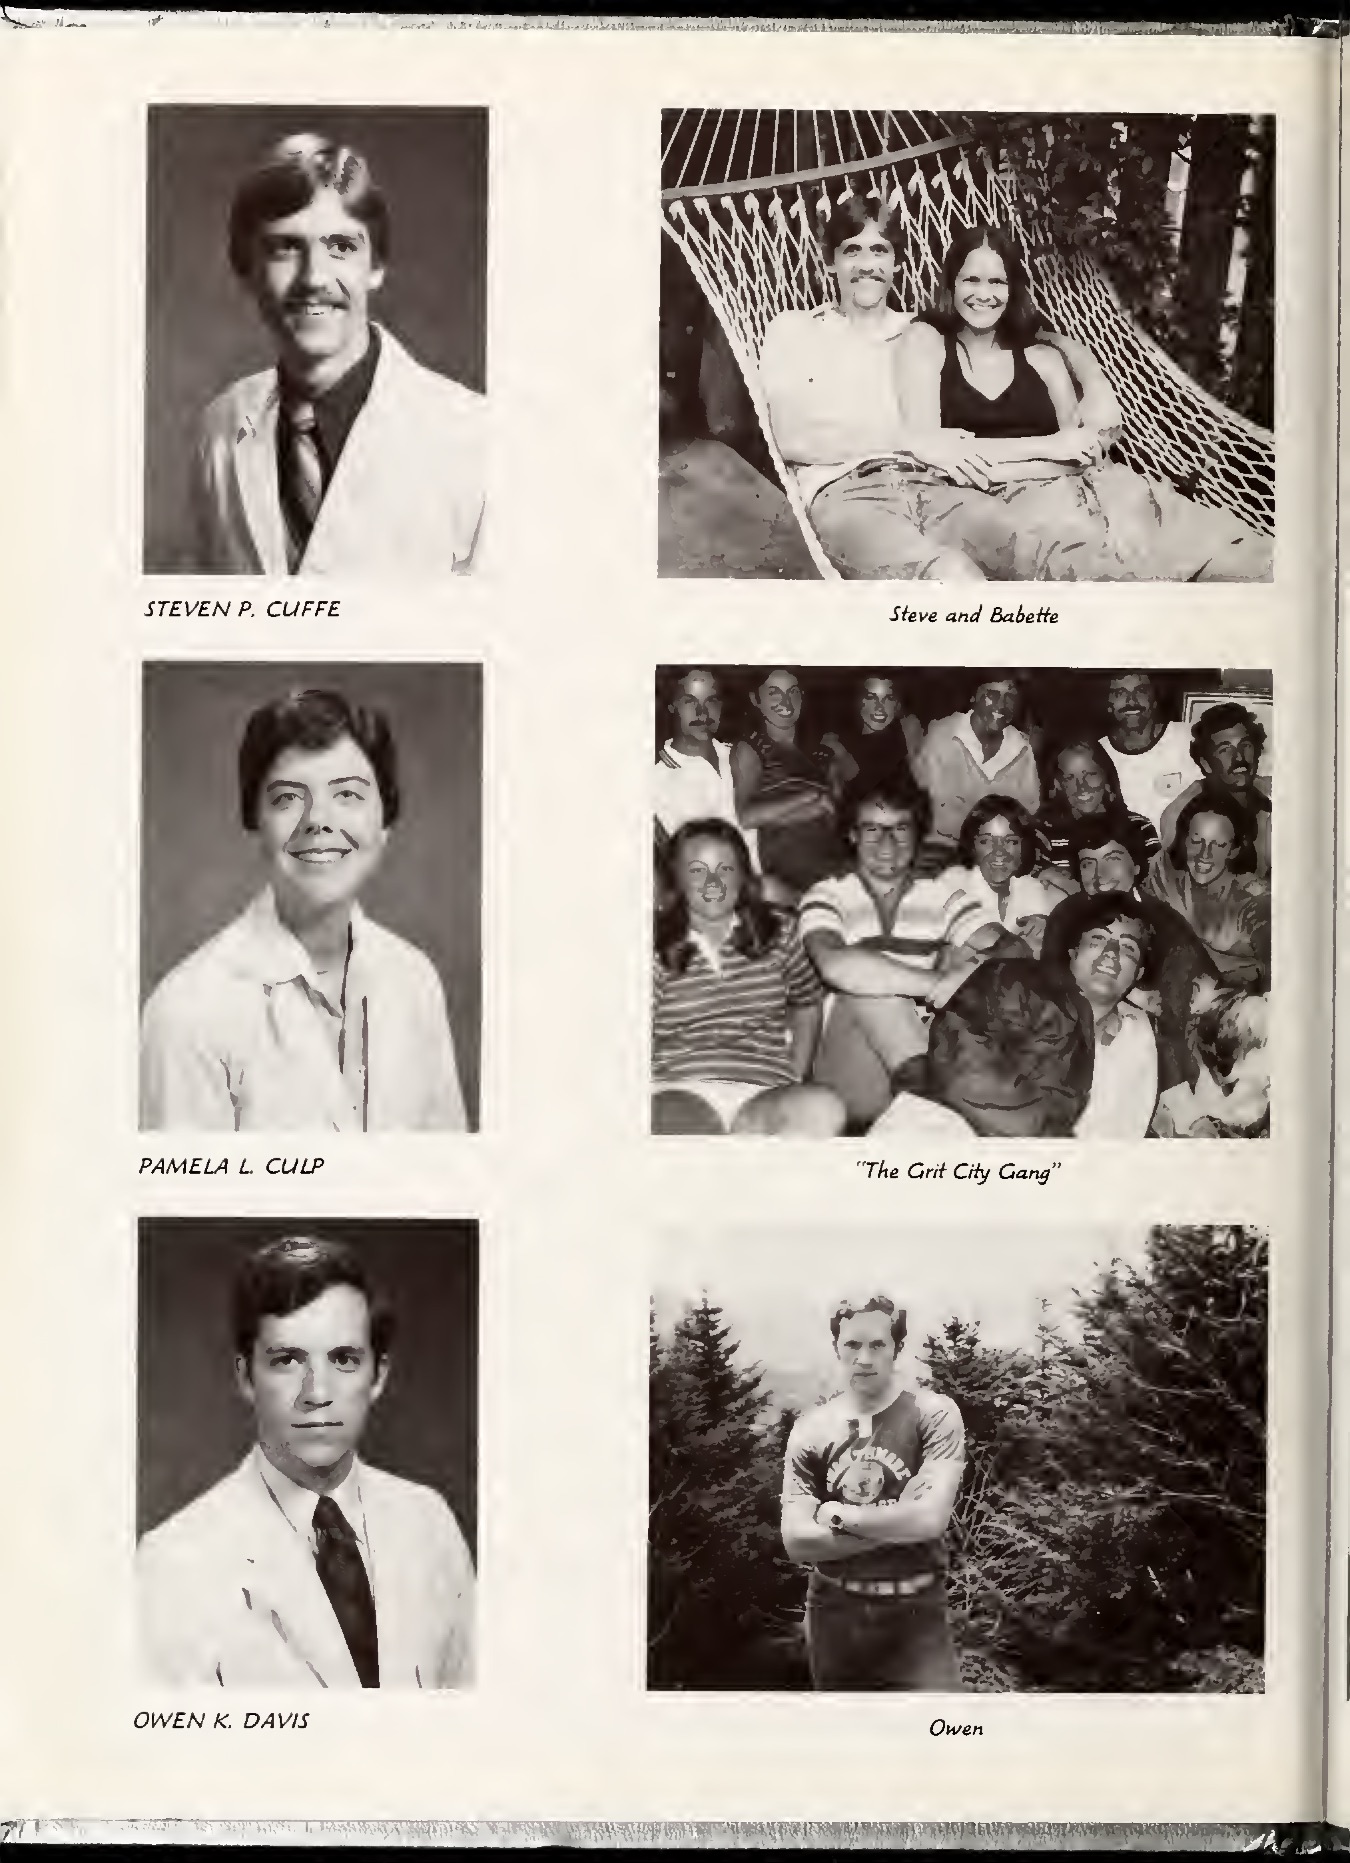 STEVEN P. CUFFE
Steve and Babette
PAMELA L. CULP
"The Grit City Gang"
OWEN K. DAVIS
Owen